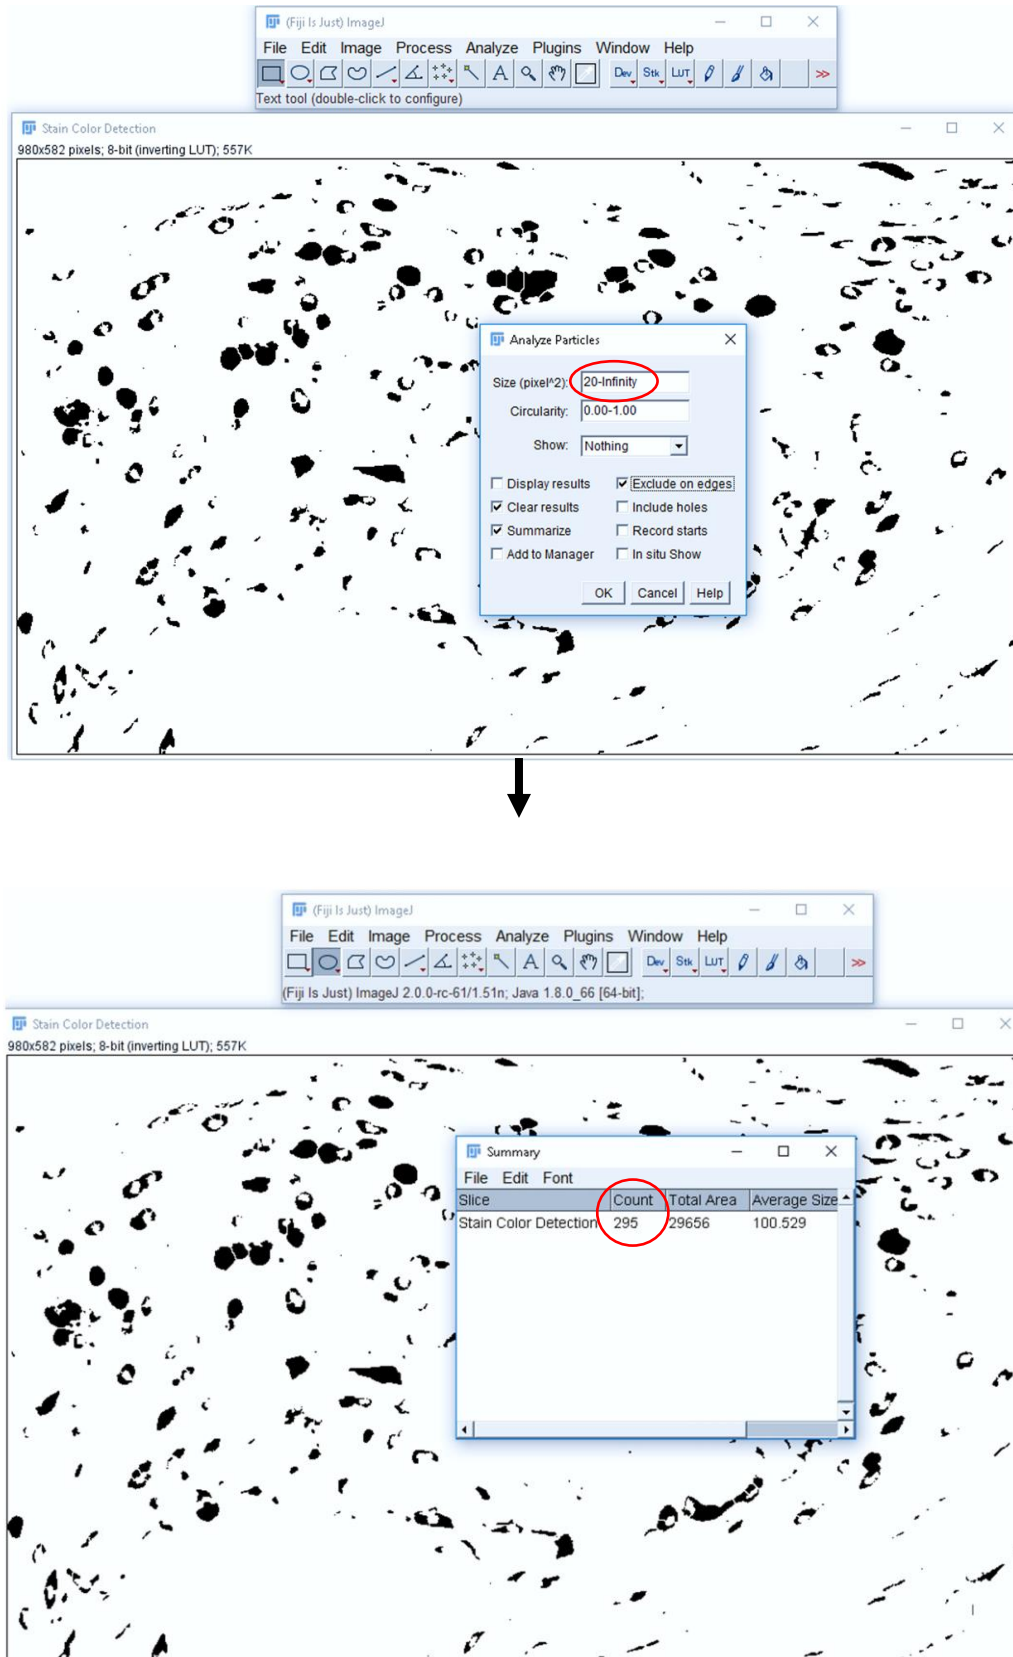 (Fiji Is Just) ImageJ
File Edit Image Process Analyze Plugins Window Help
A Dev Stk LUT >>
Text tool (double-click to configure)
Stain Color Detection
980x582 pixels; 8-bit (inverting LUT); 557K
Analyze Particles
Size (pixel^2): 20-Infinity
Circularity: 0.00-1.00
Show: Nothing
Display results Exclude on edges
Clear results Include holes
Summarize Record starts
Add to Manager In situ Show
OK Cancel Help
(Fiji Is Just) ImageJ
File Edit Image Process Analyze Plugins Window Help
A Dev Stk LUT >>
(Fiji Is Just) ImageJ 2.0.0-rc-61/1.51n; Java 1.8.0_66 [64-bit];
Stain Color Detection
980x582 pixels; 8-bit (inverting LUT); 557K
Summary
File Edit Font
Slice Count Total Area Average Size
Stain Color Detection 295 29656 100.529